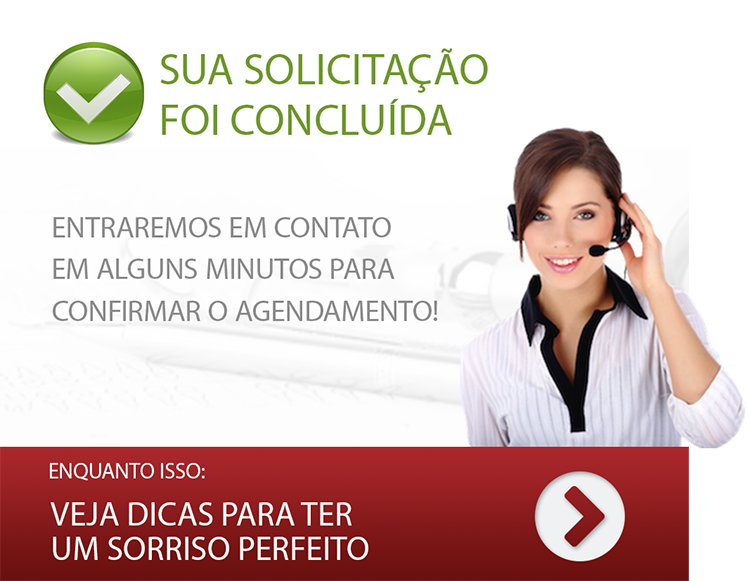 SUA SOLICITAÇÃO
FOI CONCLUÍDA
ENTRAREMOS EM CONTATO
EM ALGUNS MINUTOS PARA
CONFIRMAR O AGENDAMENTO!
ENQUANTO ISSO:
VEJA DICAS PARA TER
UM SORRISO PERFEITO